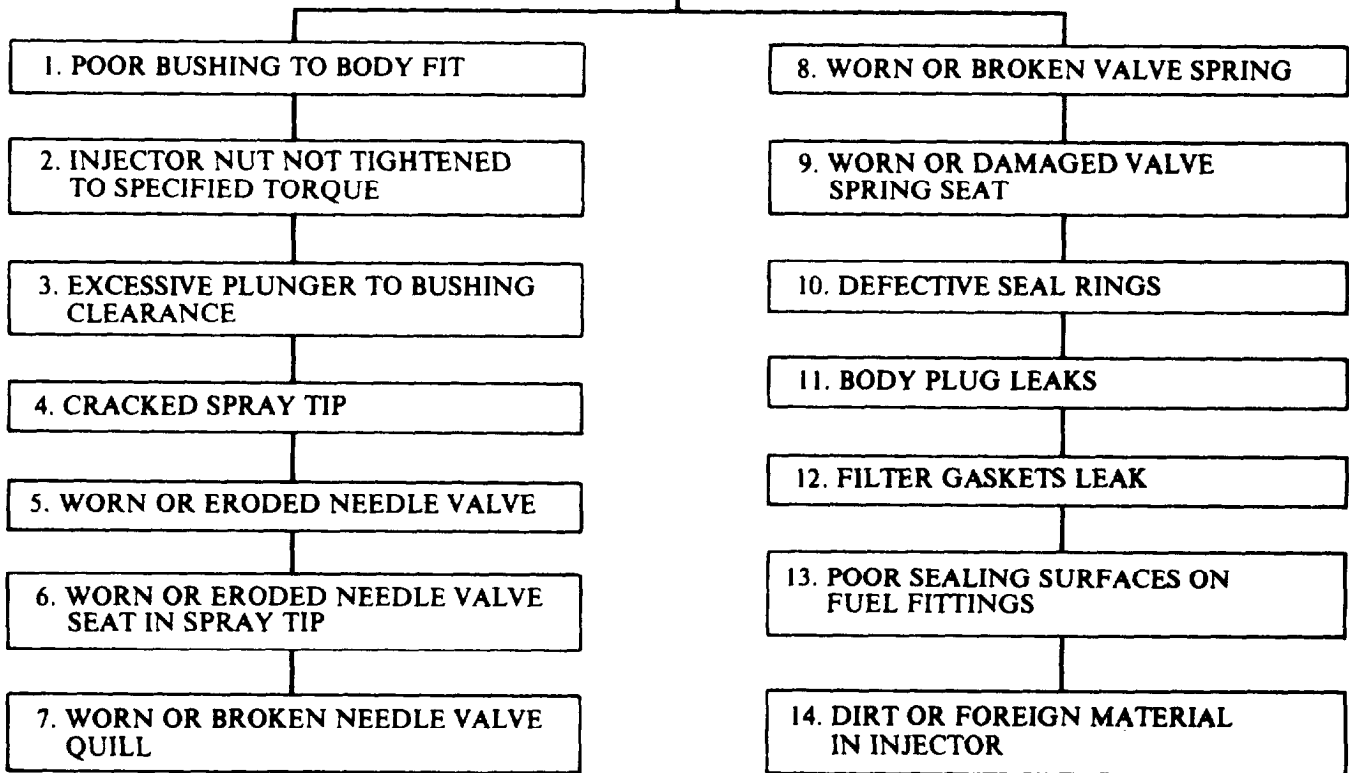 1. POOR BUSHING TO BODY FIT
2. INJECTOR NUT NOT TIGHTENED
TO SPECIFIED TORQUE
3. EXCESSIVE PLUNGER TO BUSHING
CLEARANCE
4. CRACKED SPRAY TIP
5. WORN OR ERODED NEEDLE VALVE
6. WORN OR ERODED NEEDLE VALVE
SEAT IN SPRAY TIP
7. WORN OR BROKEN NEEDLE VALVE
QUILL
8. WORN OR BROKEN VALVE SPRING
9. WORN OR DAMAGED VALVE
SPRING SEAT
10. DEFECTIVE SEAL RINGS
11. BODY PLUG LEAKS
12. FILTER GASKETS LEAK
13. POOR SEALING SURFACES ON
FUEL FITTINGS
14. DIRT OR FOREIGN MATERIAL
IN INJECTOR